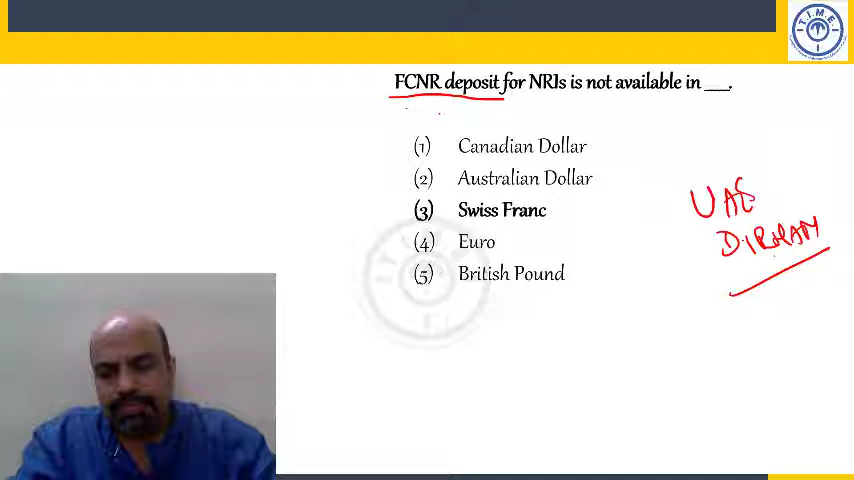 T.I.M.E.
FCNR deposit for NRIs is not available in ___.
(1) Canadian Dollar
(2) Australian Dollar
(3) Swiss Franc
(4) Euro
(5) British Pound
UAE
DIRHAM